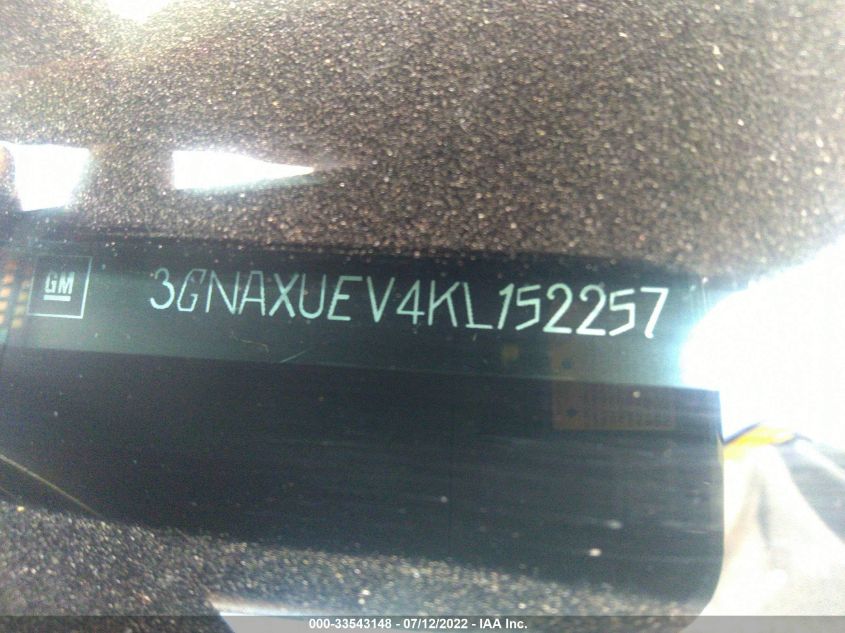 GM
3GNAXUEV4KL152257
000-33543148 - 07/12/2022 - IAA Inc.